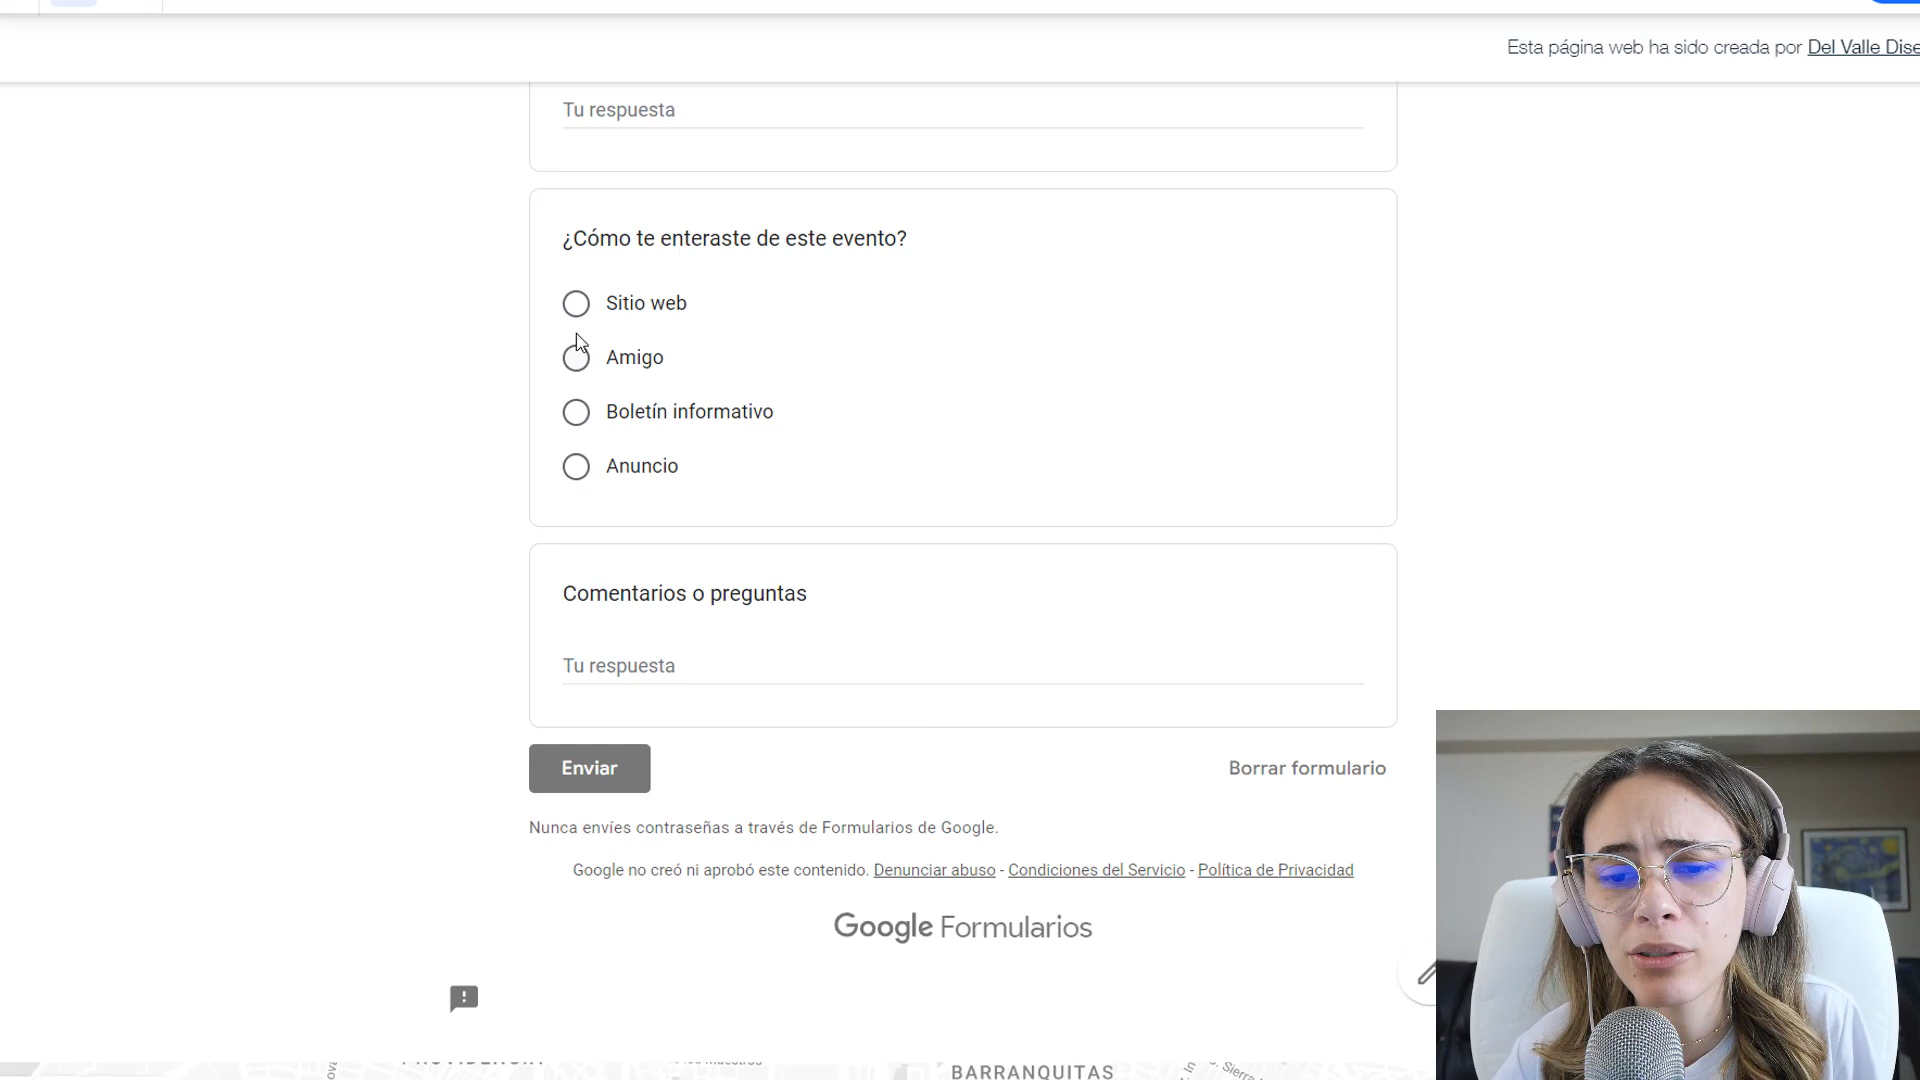 Esta página web ha sido creada por Del Valle Dise
Tu respuesta
¿Cómo te enteraste de este evento?
Sitio web
Amigo
Boletín informativo
Anuncio
Comentarios o preguntas
Tu respuesta
Enviar
Borrar formulario
Nunca envíes contraseñas a través de Formularios de Google.
Google no creó ni aprobó este contenido. Denunciar abuso - Condiciones del Servicio - Política de Privacidad
Google Formularios
BARRANQUITAS